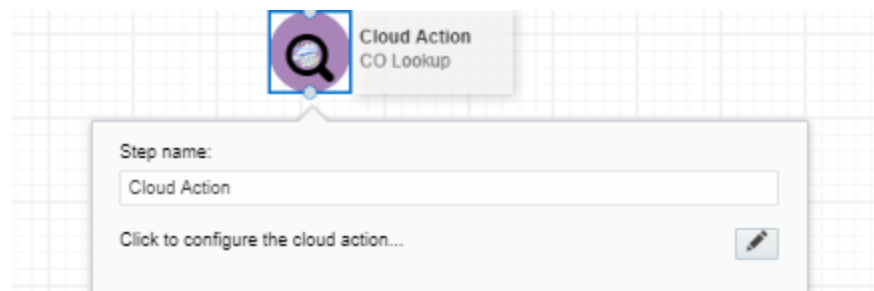 Cloud Action
CO Lookup
Step name:
Cloud Action
Click to configure the cloud action...